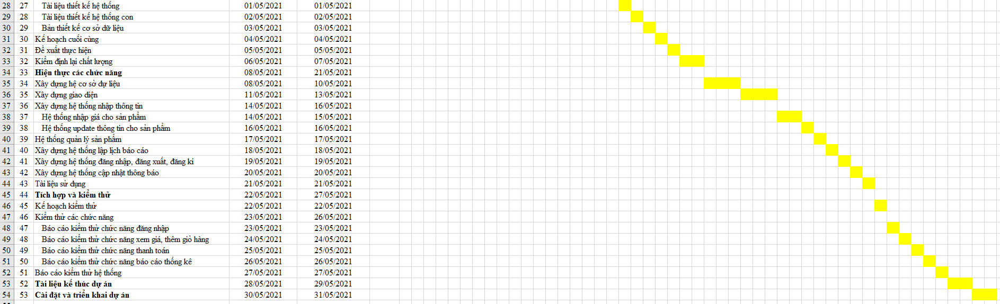 28 27 Tài liệu thiết kế hệ thống 01/05/2021 01/05/2021
29 28 Tài liệu thiết kế hệ thống con 02/05/2021 02/05/2021
30 29 Bản thiết kế cơ sở dữ liệu 03/05/2021 03/05/2021
31 30 Kế hoạch cuối cùng 04/05/2021 04/05/2021
32 31 Đề xuất thực hiện 05/05/2021 05/05/2021
33 32 Kiểm định lại chất lượng 06/05/2021 07/05/2021
34 33 Hiện thực các chức năng 08/05/2021 21/05/2021
35 34 Xây dựng hệ cơ sở dự liệu 08/05/2021 10/05/2021
36 35 Xây dựng giao diện 11/05/2021 13/05/2021
37 36 Xây dựng hệ thống nhập thông tin 14/05/2021 16/05/2021
38 37 Hệ thống nhập giá cho sản phẩm 14/05/2021 15/05/2021
39 38 Hệ thống update thông tin cho sản phẩm 16/05/2021 16/05/2021
40 39 Hệ thống quản lý sản phẩm 17/05/2021 17/05/2021
41 40 Xây dựng hệ thống lập lịch báo cáo 18/05/2021 18/05/2021
42 41 Xây dựng hệ thống đăng nhập, đăng xuất, đăng kí 19/05/2021 19/05/2021
43 42 Xây dựng hệ thống cập nhật thông báo 20/05/2021 20/05/2021
44 43 Tài liệu sử dụng 21/05/2021 21/05/2021
45 44 Tích hợp và kiểm thử 22/05/2021 27/05/2021
46 45 Kế hoạch kiểm thử 22/05/2021 22/05/2021
47 46 Kiểm thử các chức năng 23/05/2021 26/05/2021
48 47 Báo cáo kiểm thử chức năng đăng nhập 23/05/2021 23/05/2021
49 48 Báo cáo kiểm thử chức năng xem giá, thêm giỏ hàng 24/05/2021 24/05/2021
50 49 Báo cáo kiểm thử chức năng thanh toán 25/05/2021 25/05/2021
51 50 Báo cáo kiểm thử chức năng báo cáo thống kê 26/05/2021 26/05/2021
52 51 Báo cáo kiểm thử hệ thống 27/05/2021 27/05/2021
53 52 Tài liệu kế thúc dự án 28/05/2021 29/05/2021
54 53 Cài đặt và triển khai dự án 30/05/2021 31/05/2021